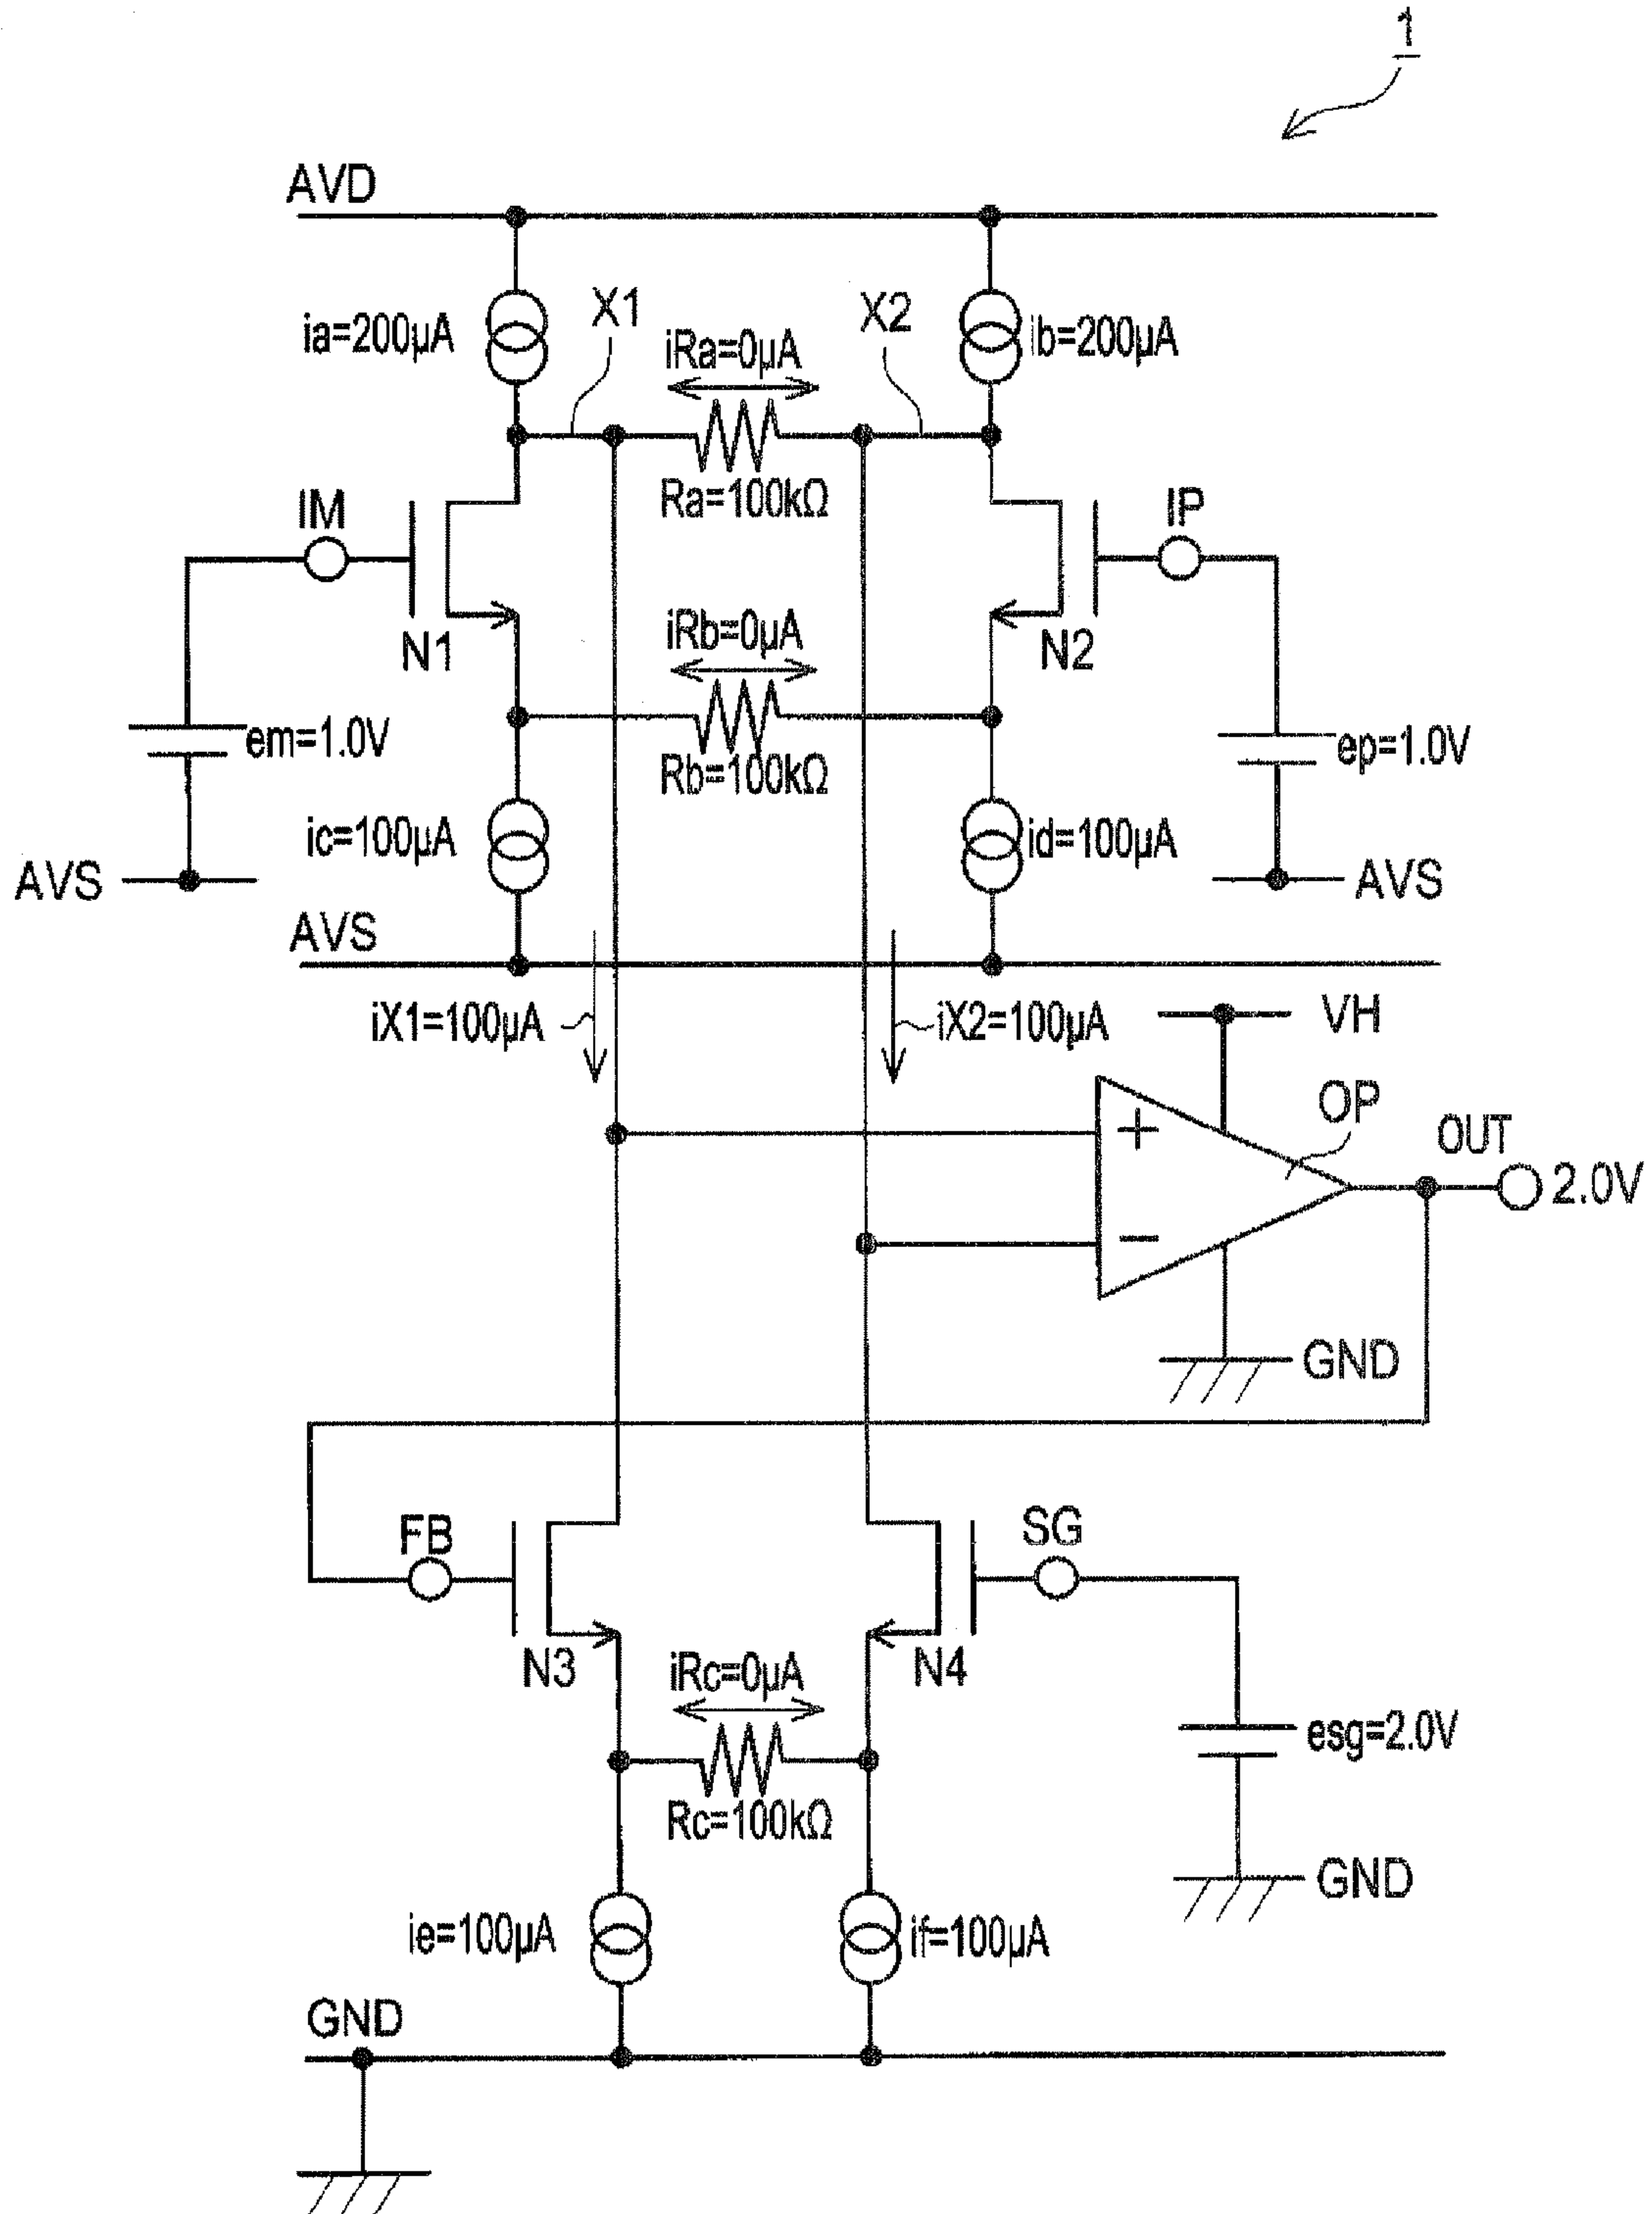 1
AVD
ia=200µA
X1
iRa=0µA
X2
ib=200µA
Ra=100kΩ
IM
IP
N1
iRb=0µA
N2
em=1.0V
Rb=100kΩ
ep=1.0V
ic=100µA
id=100µA
AVS
AVS
AVS
iX1=100µA
iX2=100µA
VH
OP
+
OUT
2.0V
−
GND
FB
SG
N3
iRc=0µA
N4
Rc=100kΩ
esg=2.0V
GND
ie=100µA
if=100µA
GND